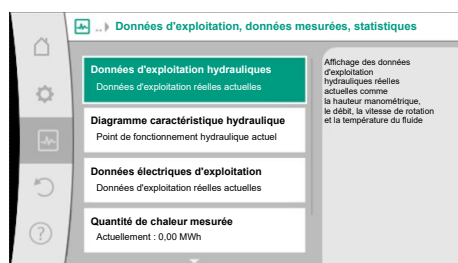 ..› Données d'exploitation, données mesurées, statistiques
Données d'exploitation hydrauliques
Données d'exploitation réelles actuelles
Diagramme caractéristique hydraulique
Point de fonctionnement hydraulique actuel
Données électriques d'exploitation
Données d'exploitation réelles actuelles
Quantité de chaleur mesurée
Actuellement : 0,00 MWh
Affichage des données
d'exploitation
hydrauliques réelles
actuelles comme
la hauteur manométrique,
le débit, la vitesse de rotation
et la température du fluide
?